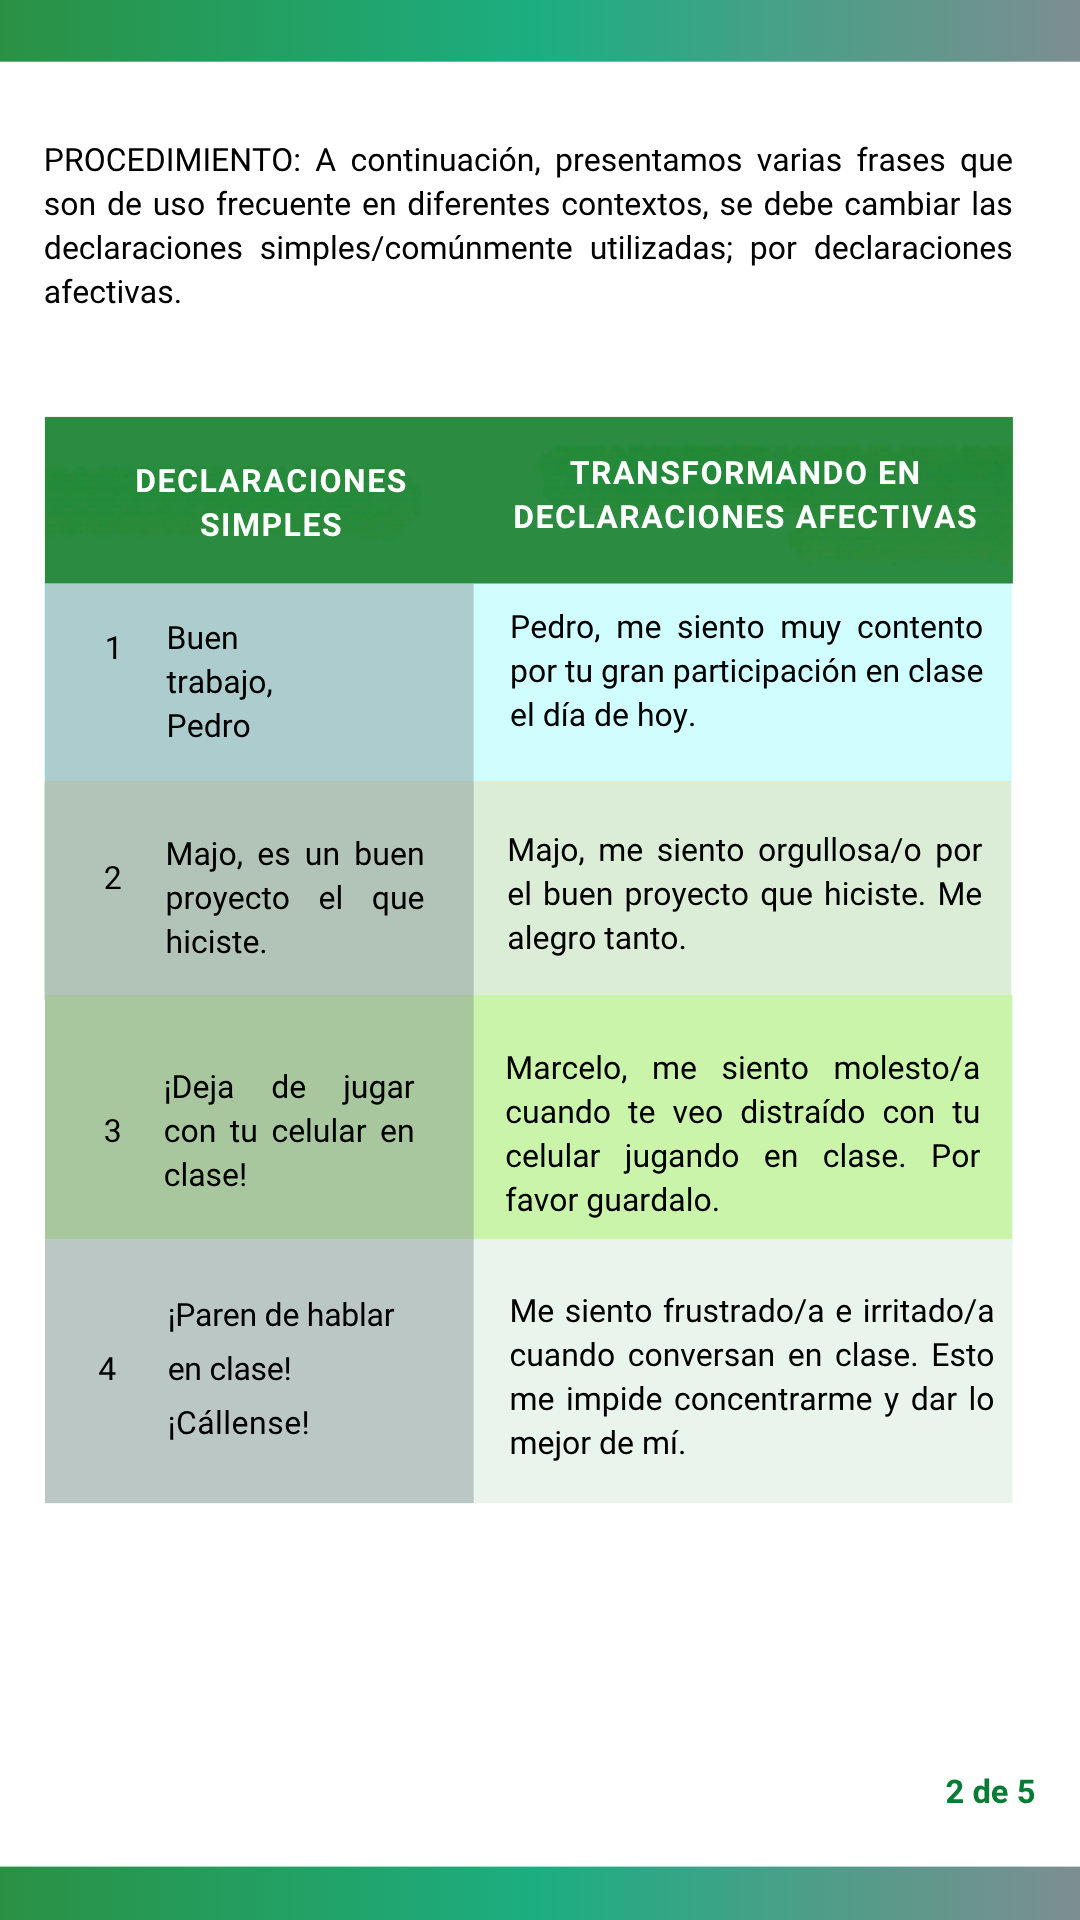 PROCEDIMIENTO: A continuación, presentamos varias frases que
son de uso frecuente en diferentes contextos, se debe cambiar las
declaraciones simples/comúnmente utilizadas; por declaraciones
afectivas.
DECLARACIONES
SIMPLES
TRANSFORMANDO EN
DECLARACIONES AFECTIVAS
1
Buen
trabajo,
Pedro
Pedro, me siento muy contento
por tu gran participación en clase
el día de hoy.
2
Majo, es un buen
proyecto el que
hiciste.
Majo, me siento orgullosa/o por
el buen proyecto que hiciste. Me
alegro tanto.
3
¡Deja de jugar
con tu celular en
clase!
Marcelo, me siento molesto/a
cuando te veo distraído con tu
celular jugando en clase. Por
favor guardalo.
4
¡Paren de hablar
en clase!
¡Cállense!
Me siento frustrado/a e irritado/a
cuando conversan en clase. Esto
me impide concentrarme y dar lo
mejor de mí.
2 de 5